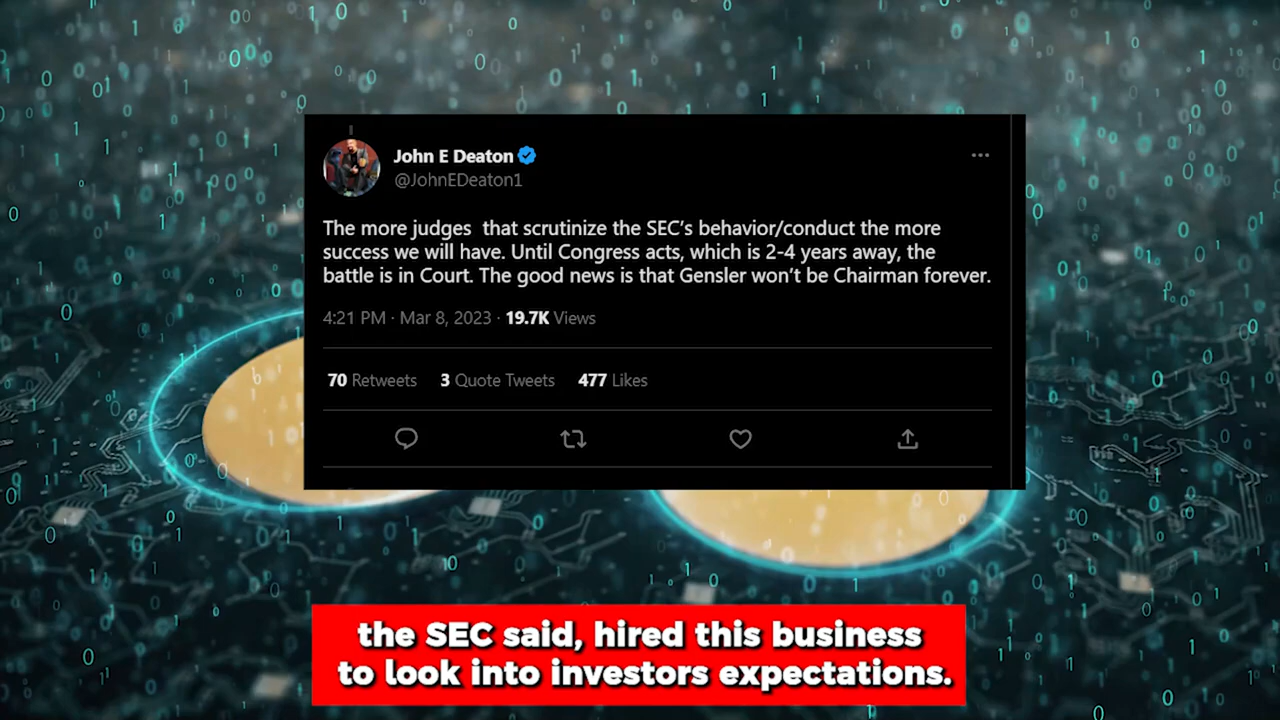 John E Deaton
@JohnEDeaton1
The more judges  that scrutinize the SEC’s behavior/conduct the more
success we will have. Until Congress acts, which is 2-4 years away, the
battle is in Court. The good news is that Gensler won’t be Chairman forever.
4:21 PM · Mar 8, 2023 · 19.7K Views
70 Retweets 3 Quote Tweets 477 Likes
the SEC said, hired this business
to look into investors expectations.